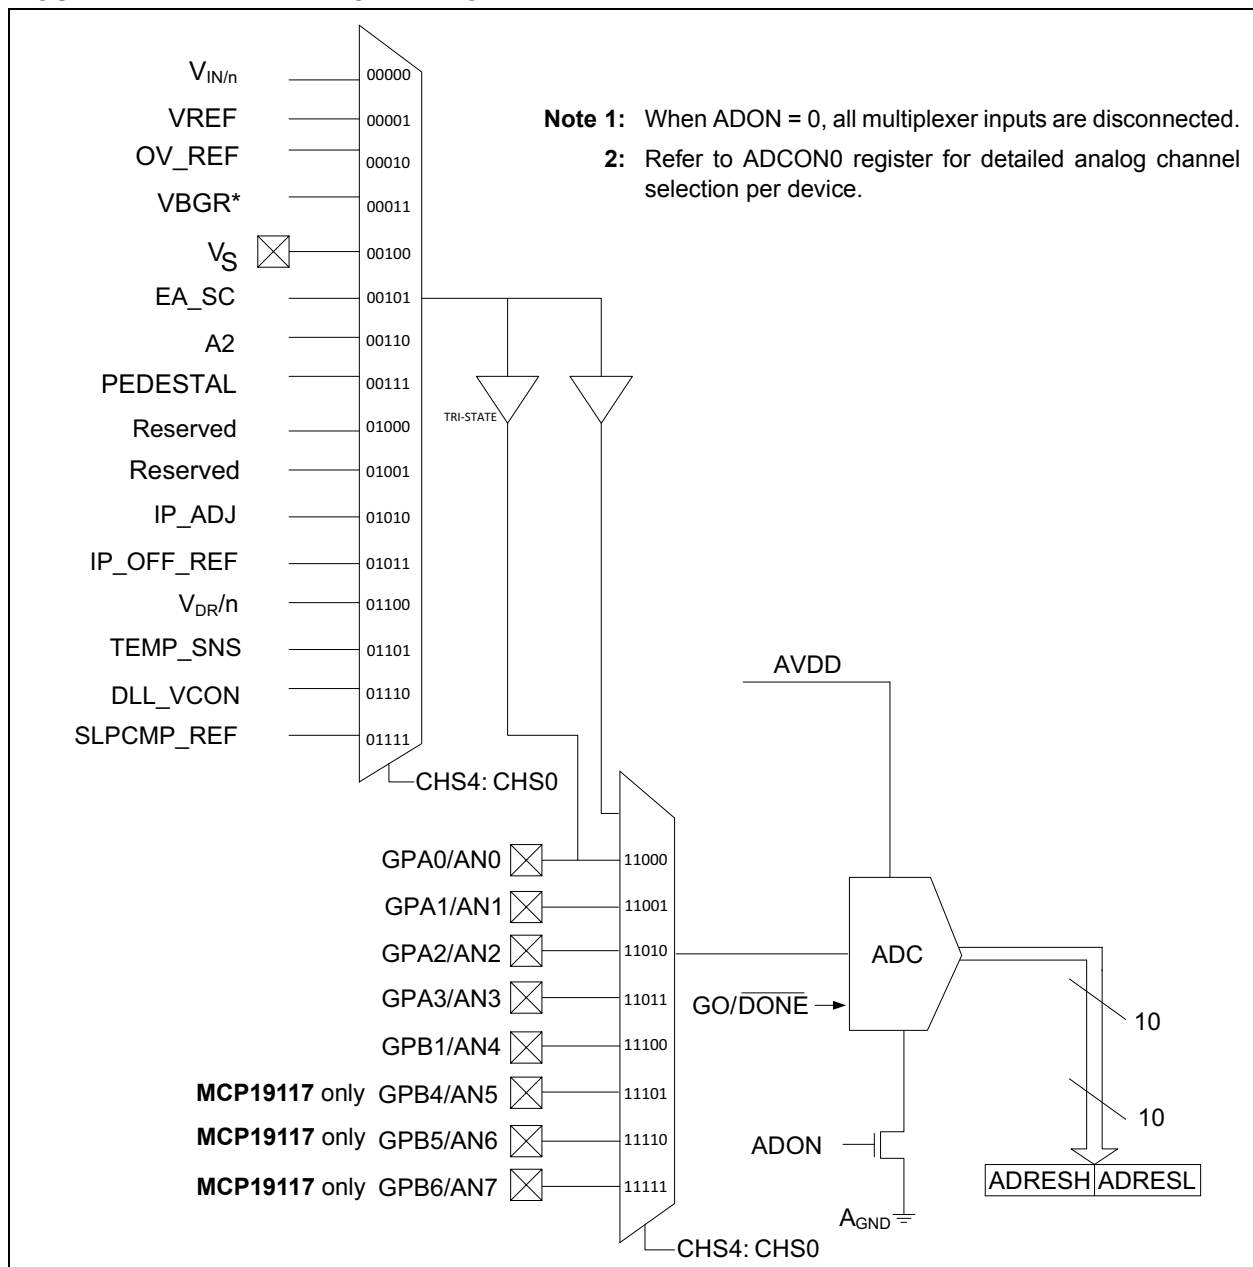 V_IN/n 00000
VREF 00001
OV_REF 00010
VBGR* 00011
V_S 00100
EA_SC 00101
A2 00110
PEDESTAL 00111
Reserved 01000
Reserved 01001
IP_ADJ 01010
IP_OFF_REF 01011
V_DR/n 01100
TEMP_SNS 01101
DLL_VCON 01110
SLPCMP_REF 01111
CHS4: CHS0
Note 1: When ADON = 0, all multiplexer inputs are disconnected.
2: Refer to ADCON0 register for detailed analog channel
selection per device.
TRI-STATE
GPA0/AN0 11000
GPA1/AN1 11001
GPA2/AN2 11010
GPA3/AN3 11011
GPB1/AN4 11100
MCP19117 only GPB4/AN5 11101
MCP19117 only GPB5/AN6 11110
MCP19117 only GPB6/AN7 11111
CHS4: CHS0
AVDD
ADC
GO/DONE
10
10
ADON
ADRESH ADRESL
A_GND